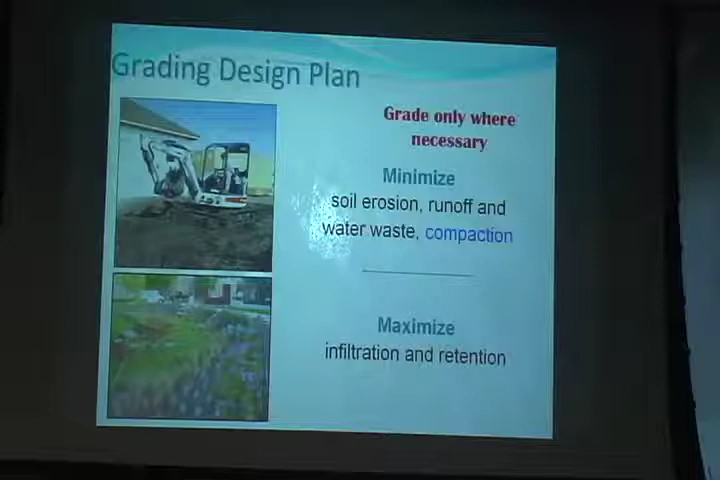 Grading Design Plan
Grade only where
necessary
Minimize
soil erosion, runoff and
water waste, compaction
Maximize
infiltration and retention